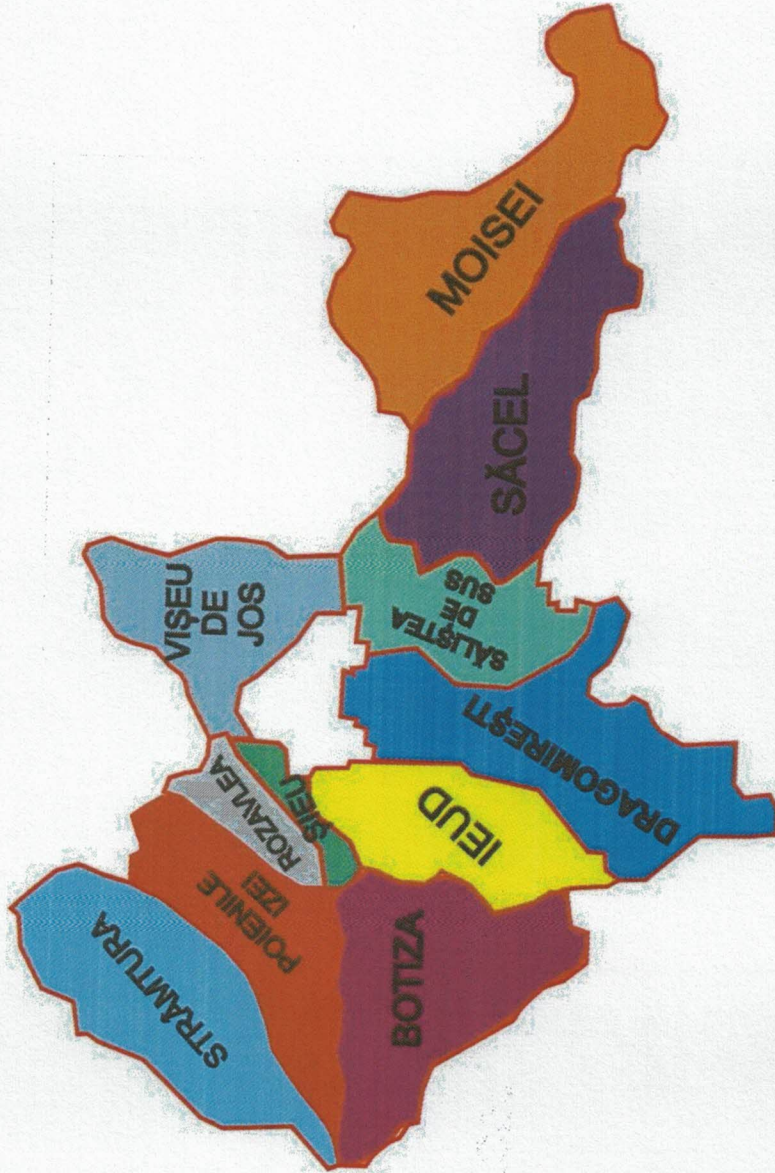 MOISEI
SĂCEL
VIȘEU
DE
JOS
SĂLIȘTEA
DE
SUS
DRAGOMIREȘTI
IEUD
ȘIEU
ROZAVLEA
POIENILE
IZEI
STRÂMTURA
BOTIZA